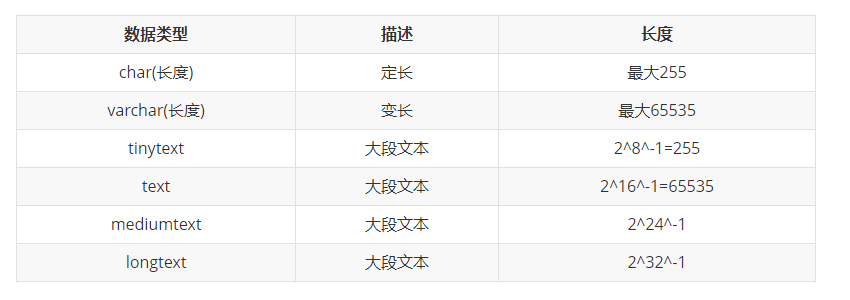 数据类型 描述 长度
char(长度) 定长 最大255
varchar(长度) 变长 最大65535
tinytext 大段文本 2^8^-1=255
text 大段文本 2^16^-1=65535
mediumtext 大段文本 2^24^-1
longtext 大段文本 2^32^-1